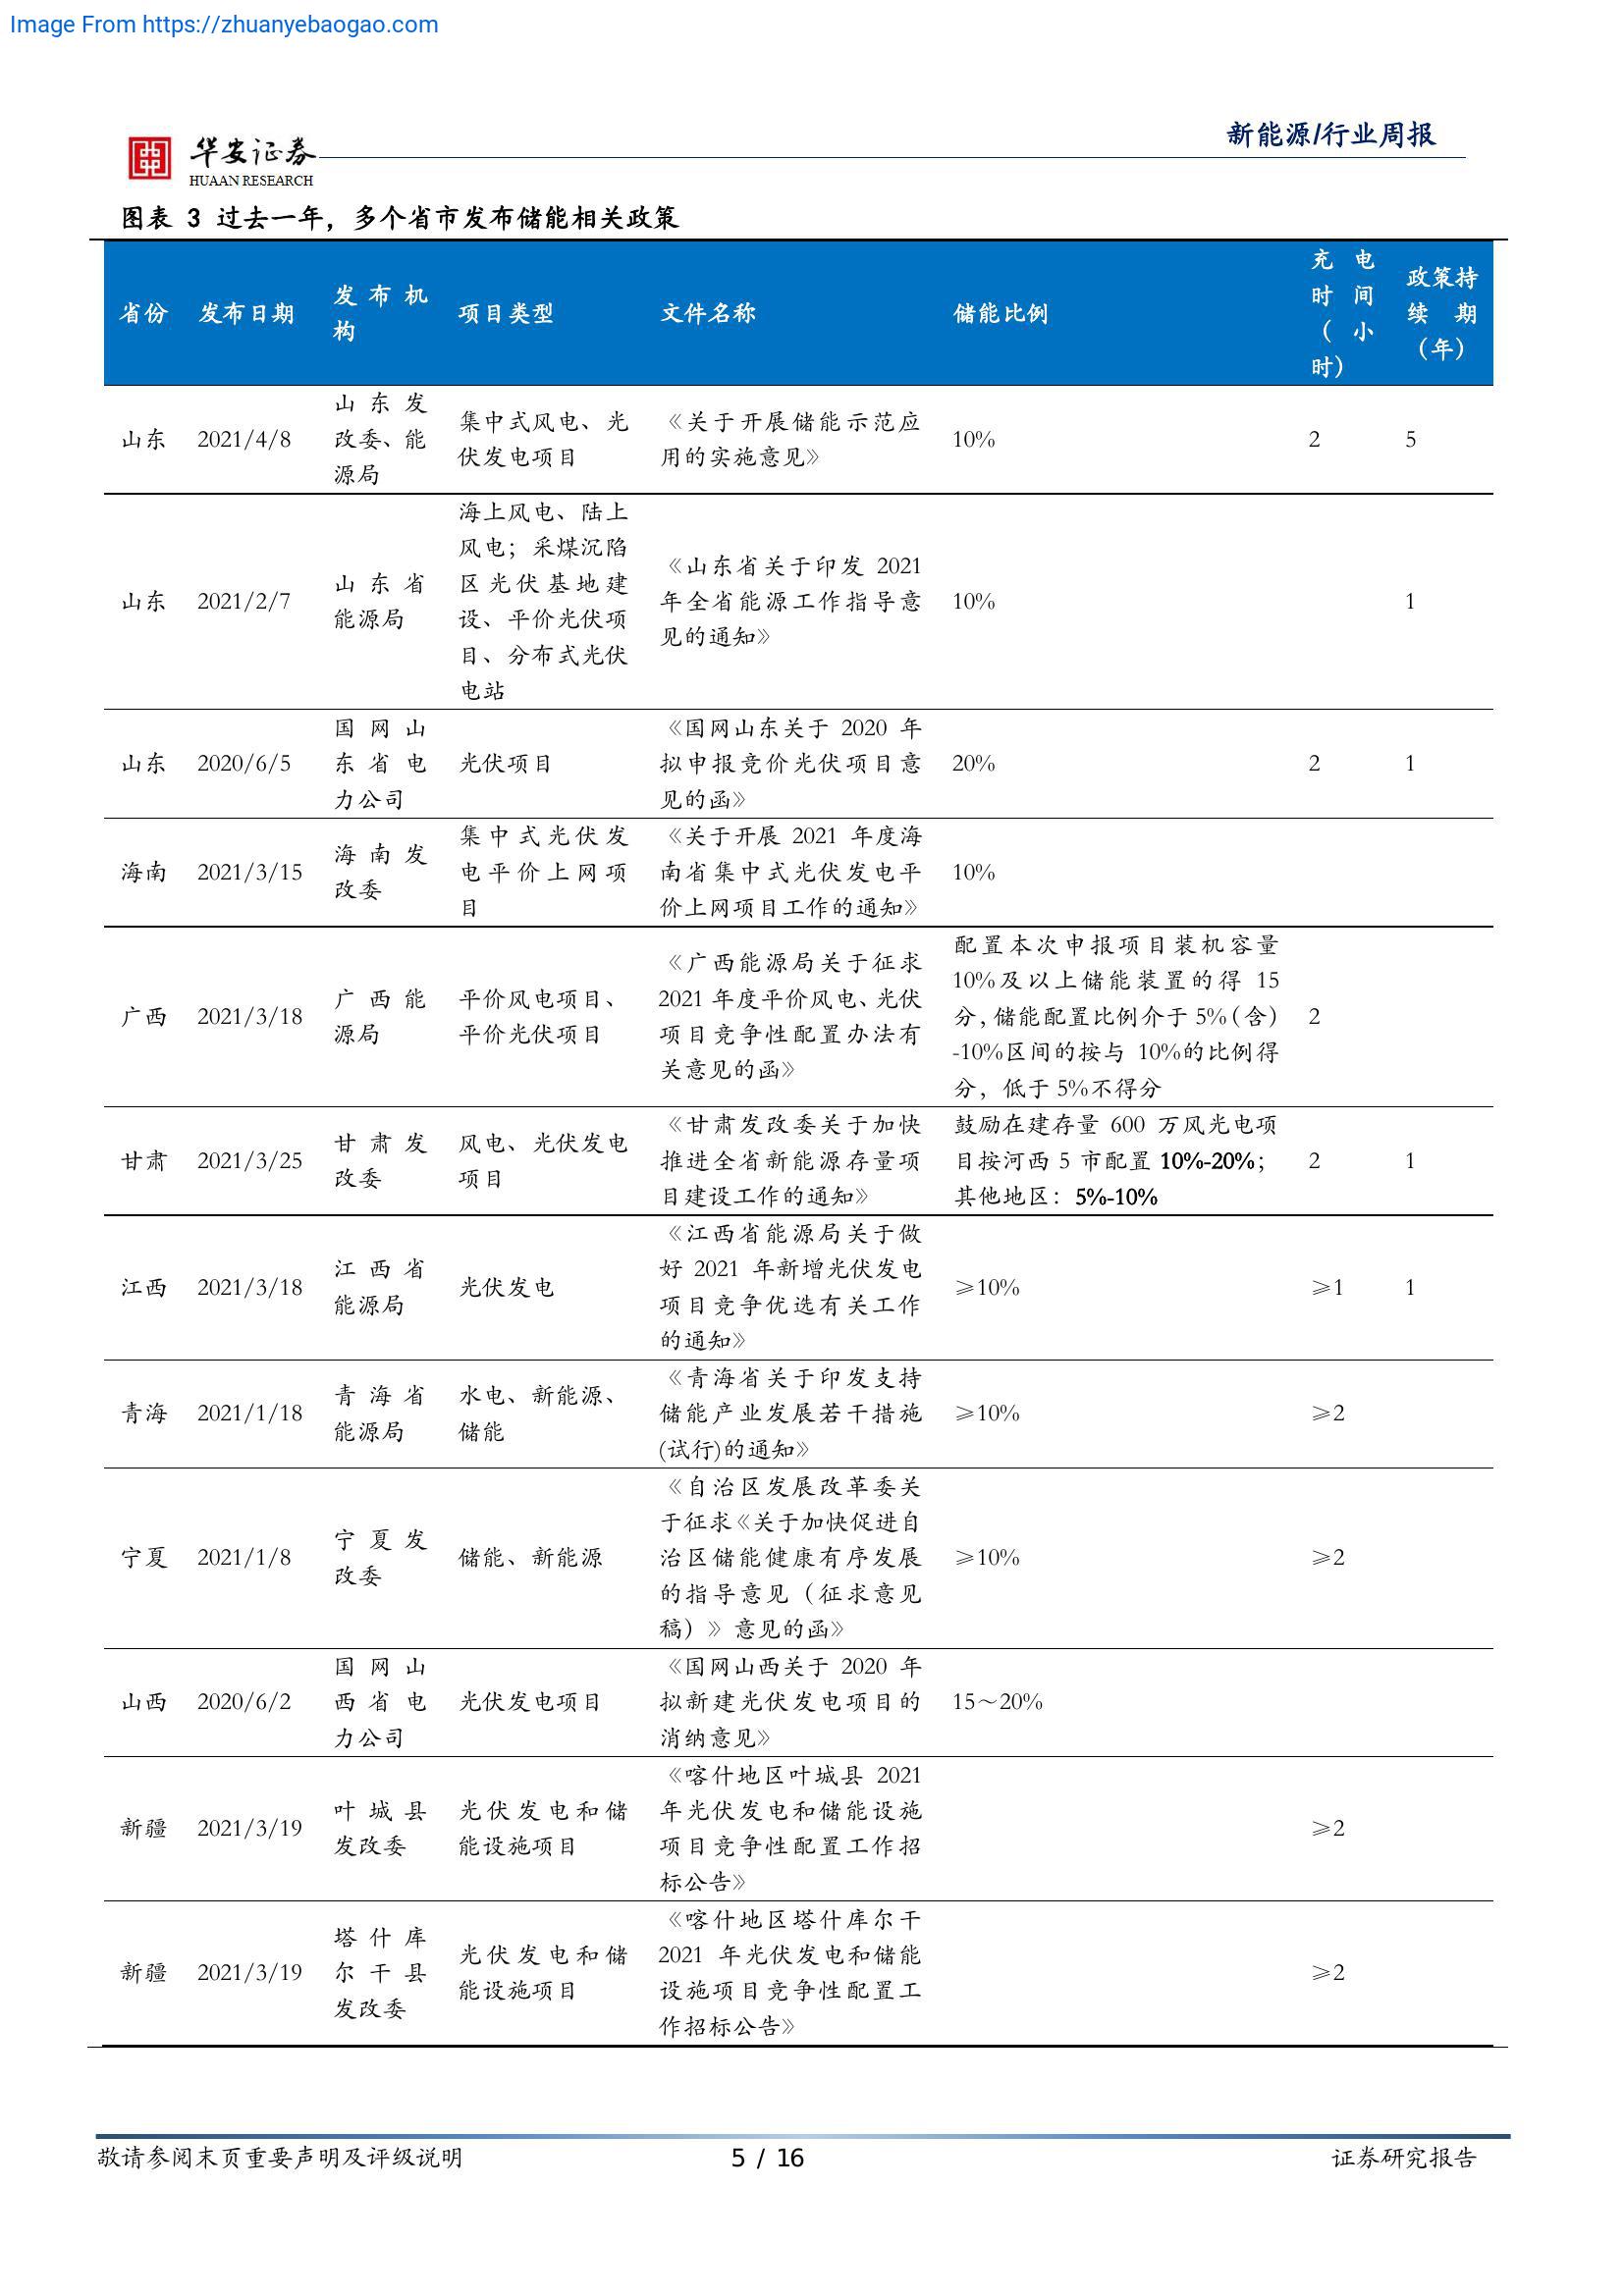 Image From https://zhuanyebaogao.com
华安证券
HUAAN RESEARCH
新能源/行业周报
图表 3 过去一年，多个省市发布储能相关政策
省份
发布日期
发布机
构
项目类型
文件名称
储能比例
充电
时间
（小
时）
政策持
续期
（年）
山东
2021/4/8
山东发
改委、能
源局
集中式风电、光
伏发电项目
《关于开展储能示范应
用的实施意见》
10%
2
5
山东
2021/2/7
山东省
能源局
海上风电、陆上
风电；采煤沉陷
区光伏基地建
设、平价光伏项
目、分布式光伏
电站
《山东省关于印发 2021
年全省能源工作指导意
见的通知》
10%
1
山东
2020/6/5
国网山
东省电
力公司
光伏项目
《国网山东关于 2020 年
拟申报竞价光伏项目意
见的函》
20%
2
1
海南
2021/3/15
海南发
改委
集中式光伏发
电平价上网项
目
《关于开展 2021 年度海
南省集中式光伏发电平
价上网项目工作的通知》
10%
广西
2021/3/18
广西能
源局
平价风电项目、
平价光伏项目
《广西能源局关于征求
2021 年度平价风电、光伏
项目竞争性配置办法有
关意见的函》
配置本次申报项目装机容量
10%及以上储能装置的得 15
分，储能配置比例介于 5%（含）
-10%区间的按与 10%的比例得
分，低于 5%不得分
2
甘肃
2021/3/25
甘肃发
改委
风电、光伏发电
项目
《甘肃发改委关于加快
推进全省新能源存量项
目建设工作的通知》
鼓励在建存量 600 万风光电项
目按河西 5 市配置 10%-20%；
其他地区：5%-10%
2
1
江西
2021/3/18
江西省
能源局
光伏发电
《江西省能源局关于做
好 2021 年新增光伏发电
项目竞争优选有关工作
的通知》
≥10%
≥1
1
青海
2021/1/18
青海省
能源局
水电、新能源、
储能
《青海省关于印发支持
储能产业发展若干措施
(试行)的通知》
≥10%
≥2
宁夏
2021/1/8
宁夏发
改委
储能、新能源
《自治区发展改革委关
于征求《关于加快促进自
治区储能健康有序发展
的指导意见（征求意见
稿）》意见的函》
≥10%
≥2
山西
2020/6/2
国网山
西省电
力公司
光伏发电项目
《国网山西关于 2020 年
拟新建光伏发电项目的
消纳意见》
15～20%
新疆
2021/3/19
叶城县
发改委
光伏发电和储
能设施项目
《喀什地区叶城县 2021
年光伏发电和储能设施
项目竞争性配置工作招
标公告》
≥2
新疆
2021/3/19
塔什库
尔干县
发改委
光伏发电和储
能设施项目
《喀什地区塔什库尔干
2021 年光伏发电和储能
设施项目竞争性配置工
作招标公告》
≥2
敬请参阅末页重要声明及评级说明
5 / 16
证券研究报告